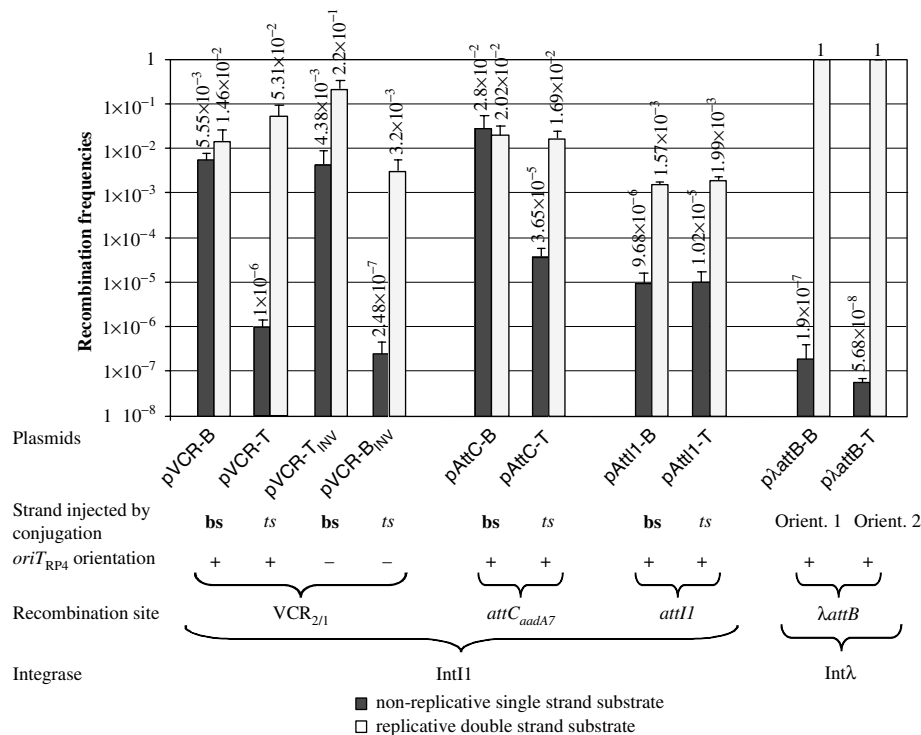 Recombination frequencies
1
1×10⁻¹
1×10⁻²
1×10⁻³
1×10⁻⁴
1×10⁻⁵
1×10⁻⁶
1×10⁻⁷
1 10⁻⁸
5.55×10⁻³
1.46×10⁻²
1×10⁻⁶
5.31×10⁻²
4.38×10⁻³
2.2×10⁻¹
2.48×10⁻⁷
3.2×10⁻³
2.8×10⁻²
2.02×10⁻²
3.65×10⁻⁵
1.69×10⁻²
9.68×10⁻⁶
1.57×10⁻³
1.02×10⁻⁵
1.99×10⁻³
1.9×10⁻⁷
1
5.68×10⁻⁸
1
Plasmids
pVCR-B
pVCR-T
pVCR-T_INV
pVCR-B_INV
pAttC-B
pAttC-T
pAttI1-B
pAttI1-T
pλattB-B
pλattB-T
Strand injected by
conjugation
bs ts bs ts bs ts bs ts Orient. 1 Orient. 2
oriT_RP4 orientation + + – – + + + + + +
Recombination site VCR_2/1 attC_aadA7 attI1 λattB
Integrase IntI1 Intλ
non-replicative single strand substrate
replicative double strand substrate